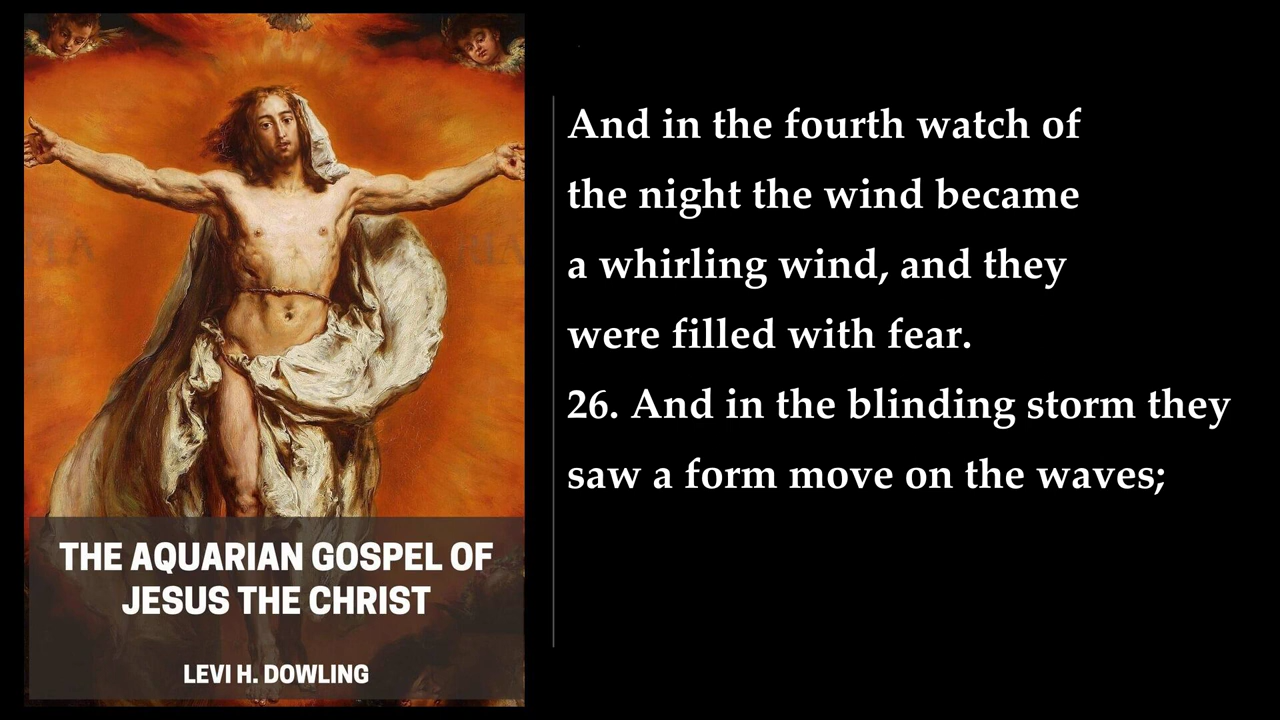 THE AQUARIAN GOSPEL OF
JESUS THE CHRIST
LEVI H. DOWLING
And in the fourth watch of
the night the wind became
a whirling wind, and they
were filled with fear.
26. And in the blinding storm they
saw a form move on the waves;